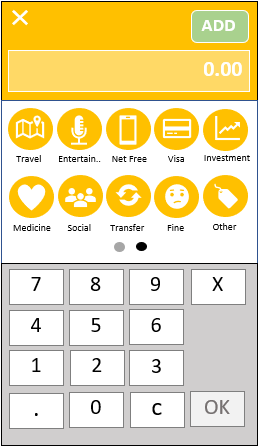 × ADD
0.00
Travel Entertain.. Net Free Visa Investment
Medicine Social Transfer Fine Other
7 8 9 X
4 5 6
1 2 3
. 0 c OK